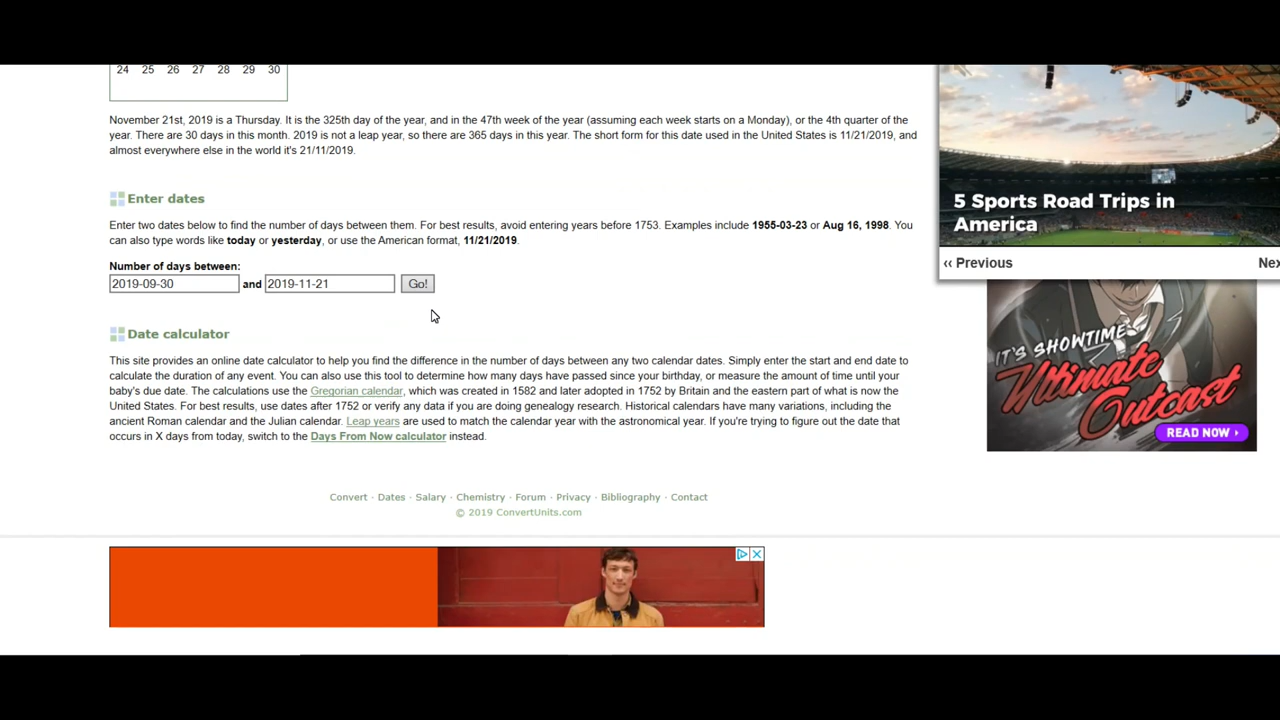 24 25 26 27 28 29 30
November 21st, 2019 is a Thursday. It is the 325th day of the year, and in the 47th week of the year (assuming each week starts on a Monday), or the 4th quarter of the
year. There are 30 days in this month. 2019 is not a leap year, so there are 365 days in this year. The short form for this date used in the United States is 11/21/2019, and
almost everywhere else in the world it's 21/11/2019.
Enter dates
Enter two dates below to find the number of days between them. For best results, avoid entering years before 1753. Examples include 1955-03-23 or Aug 16, 1998. You
can also type words like today or yesterday, or use the American format, 11/21/2019.
Number of days between:
2019-09-30 and 2019-11-21 Go!
Date calculator
This site provides an online date calculator to help you find the difference in the number of days between any two calendar dates. Simply enter the start and end date to
calculate the duration of any event. You can also use this tool to determine how many days have passed since your birthday, or measure the amount of time until your
baby's due date. The calculations use the Gregorian calendar, which was created in 1582 and later adopted in 1752 by Britain and the eastern part of what is now the
United States. For best results, use dates after 1752 or verify any data if you are doing genealogy research. Historical calendars have many variations, including the
ancient Roman calendar and the Julian calendar. Leap years are used to match the calendar year with the astronomical year. If you're trying to figure out the date that
occurs in X days from today, switch to the Days From Now calculator instead.
Convert · Dates · Salary · Chemistry · Forum · Privacy · Bibliography · Contact
© 2019 ConvertUnits.com
5 Sports Road Trips in
America
‹‹ Previous
Nex
IT'S SHOWTIME
Ultimate
Outcast
READ NOW